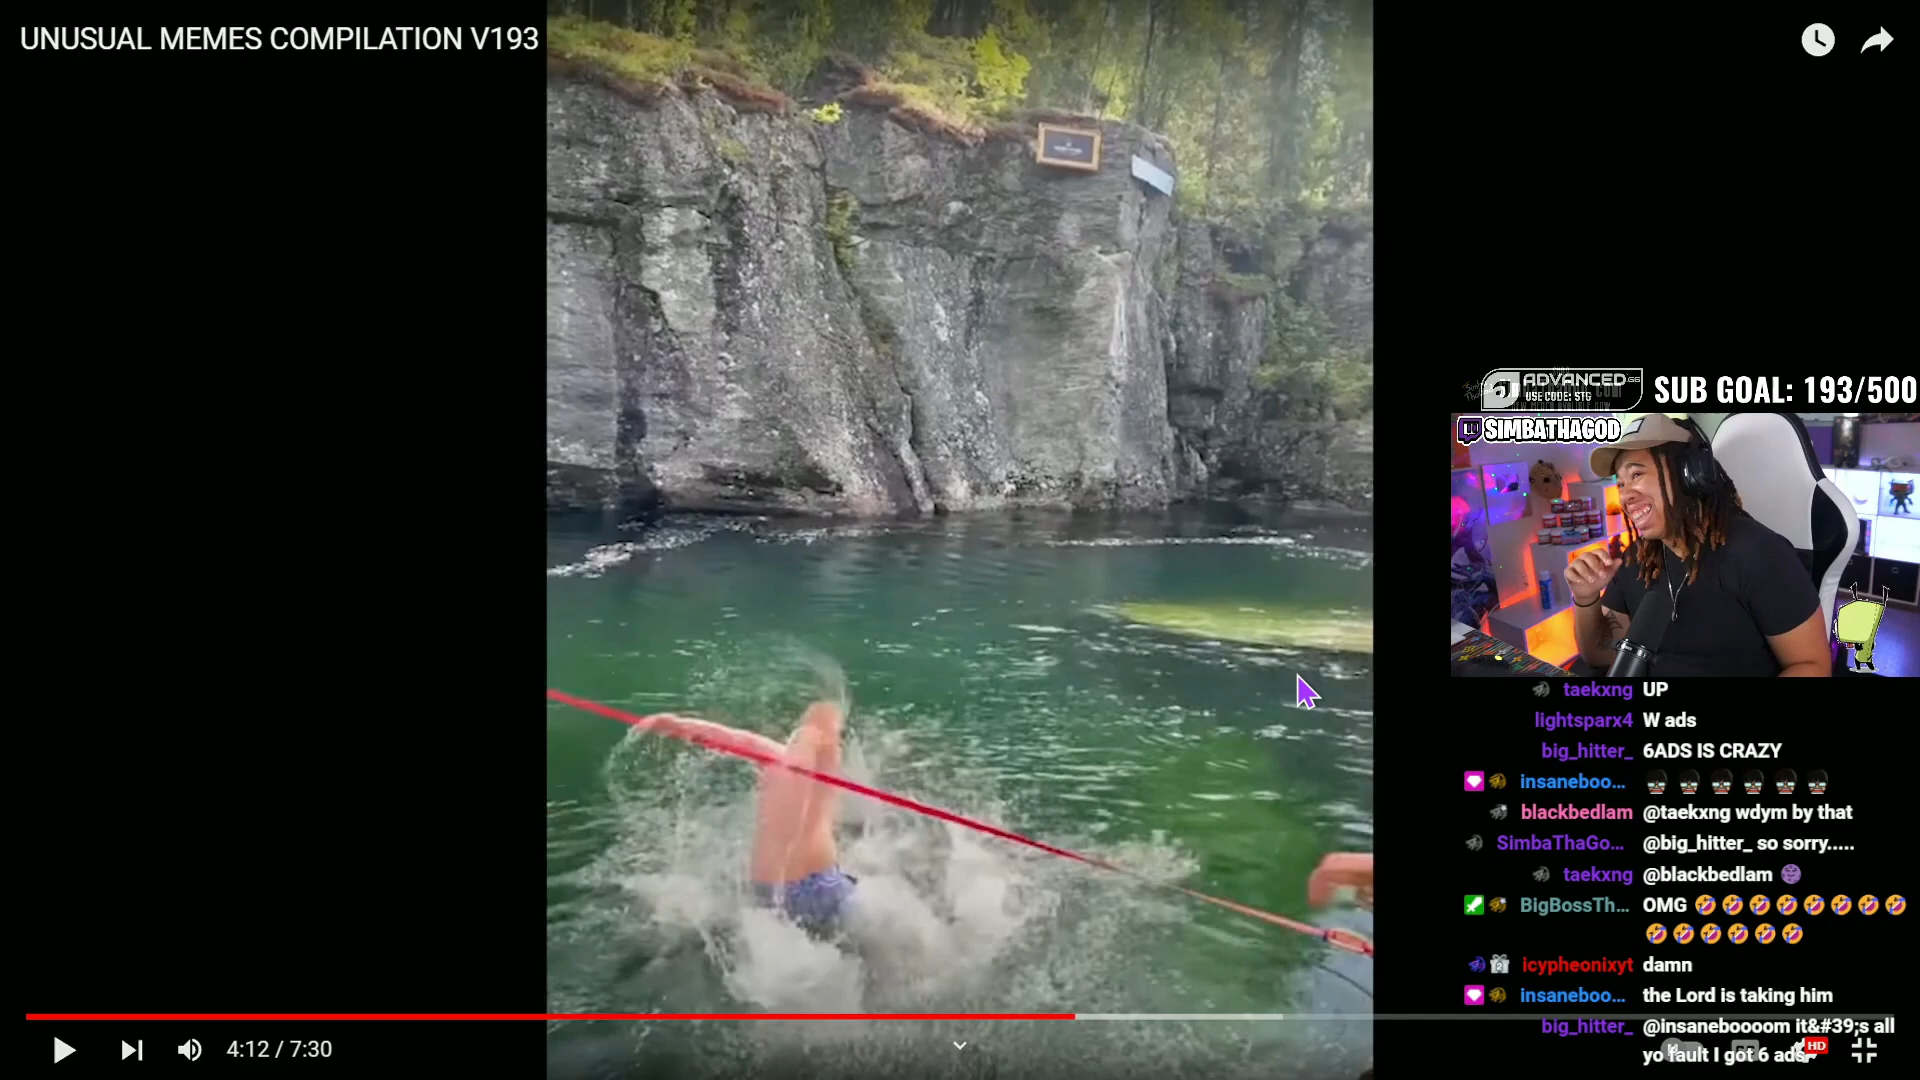 UNUSUAL MEMES COMPILATION V193
ADVANCED GG
USE CODE: STG
SUB GOAL: 193/500
SIMBATHAGOD
taekxng UP
lightsparx4 W ads
big_hitter_ 6ADS IS CRAZY
insaneboo...
blackbedlam @taekxng wdym by that
SimbaThaGo... @big_hitter_ so sorry.....
taekxng @blackbedlam
BigBossTh... OMG 🤣🤣🤣🤣🤣🤣🤣🤣
🤣🤣🤣🤣🤣🤣
icypheonixyt damn
insaneboo... the Lord is taking him
big_hitter_ @insaneboooom it&#39;s all
yo fault I got 6 ads
4:12 / 7:30
HD